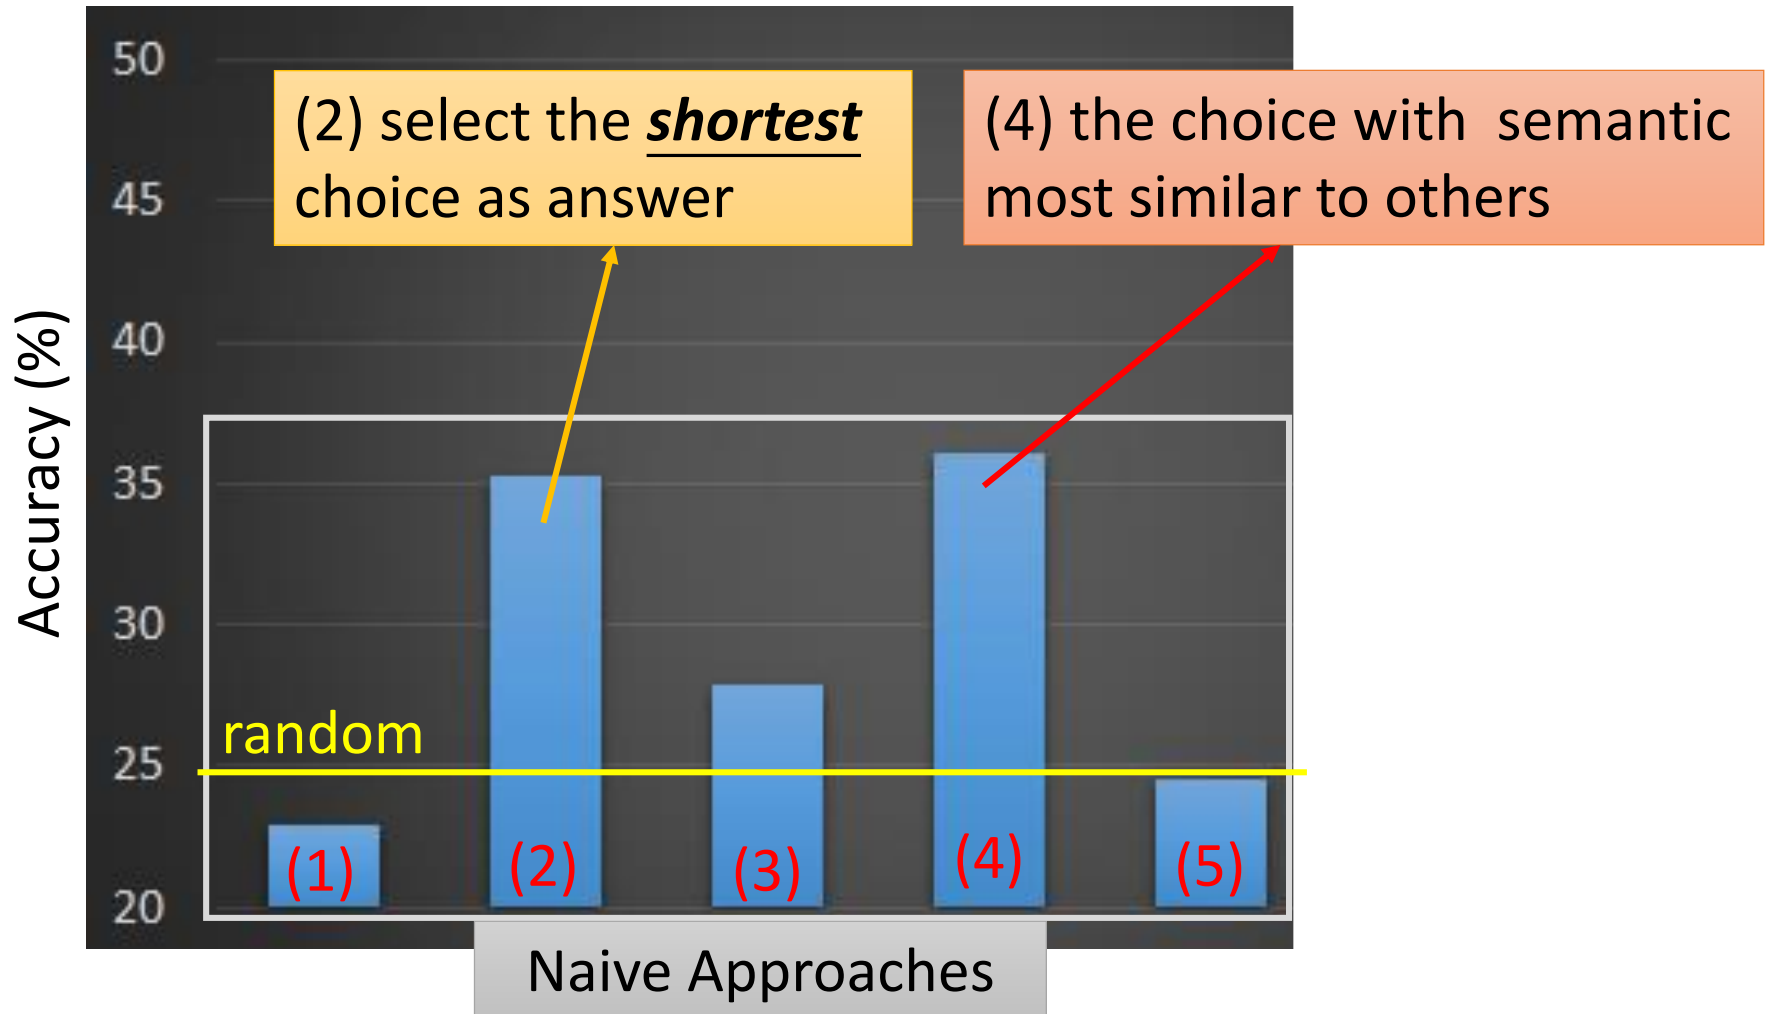 50
(2) select the shortest
choice as answer
(4) the choice with semantic
most similar to others
45
40
Accuracy (%)
35
30
random
25
(1)
(2)
(3)
(4)
(5)
20
Naive Approaches